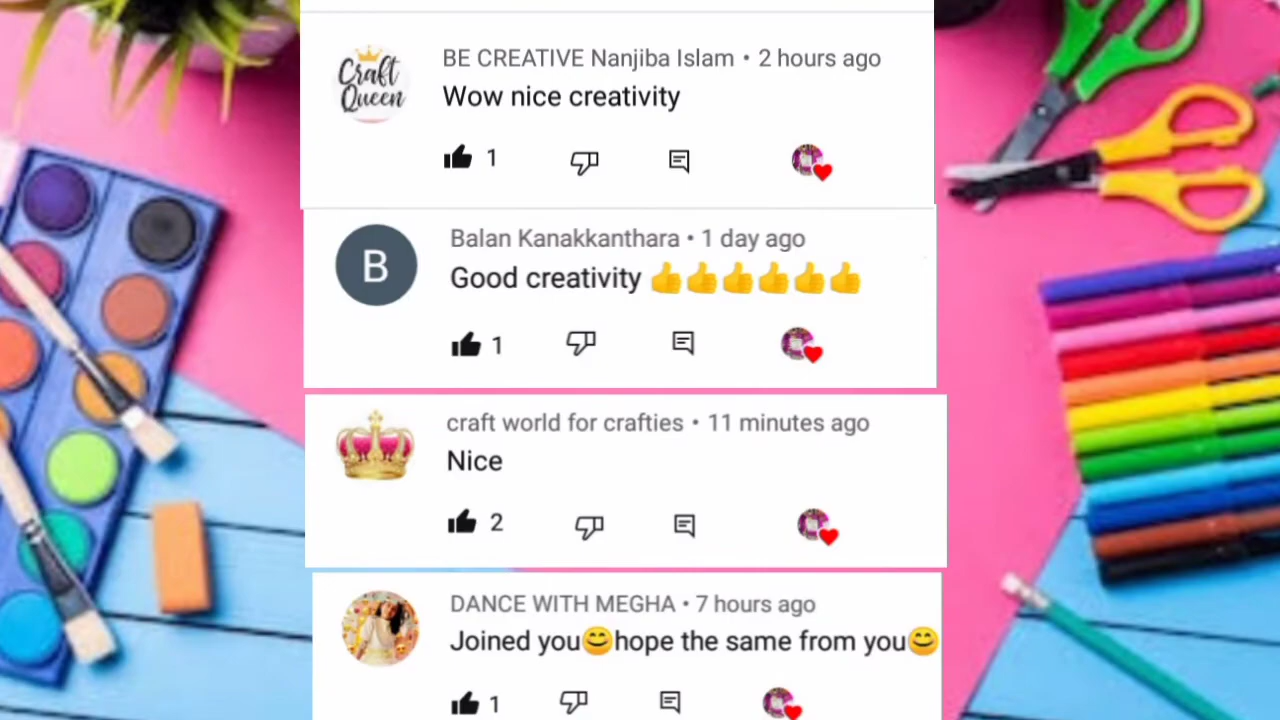 Craft
Queen
BE CREATIVE Nanjiba Islam • 2 hours ago
Wow nice creativity
1
B
Balan Kanakkanthara • 1 day ago
Good creativity 👍👍👍👍👍👍
1
craft world for crafties • 11 minutes ago
Nice
2
DANCE WITH MEGHA • 7 hours ago
Joined you😊hope the same from you😊
1